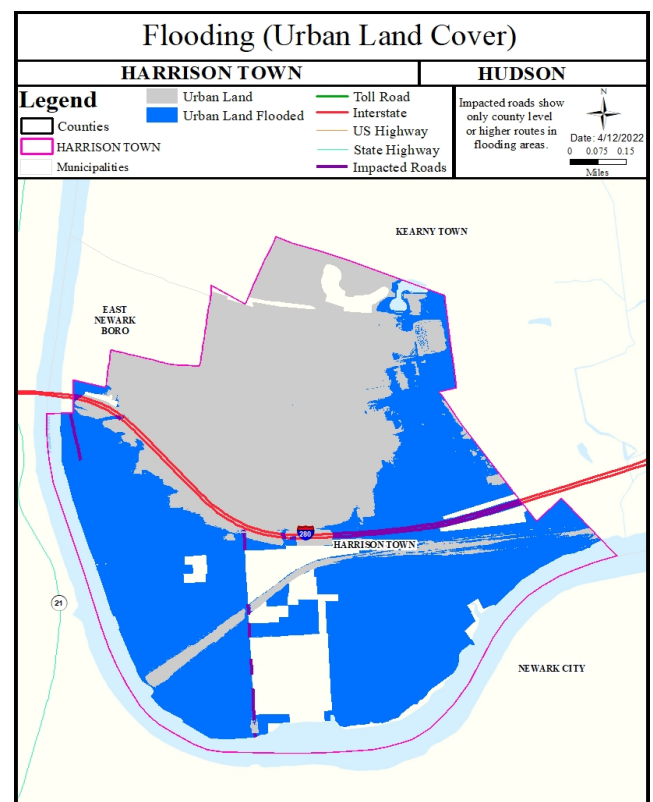 Flooding (Urban Land Cover)
HARRISON TOWN
HUDSON
Legend
Counties
HARRISON TOWN
Municipalities
Urban Land
Urban Land Flooded
Toll Road
Interstate
US Highway
State Highway
Impacted Roads
Impacted roads show
only county level
or higher routes in
flooding areas.
N
Date: 4/12/2022
0 0.075 0.15
Miles
KEARNY TOWN
EAST
NEWARK
BORO
280
HARRISON TOWN
21
NEWARK CITY